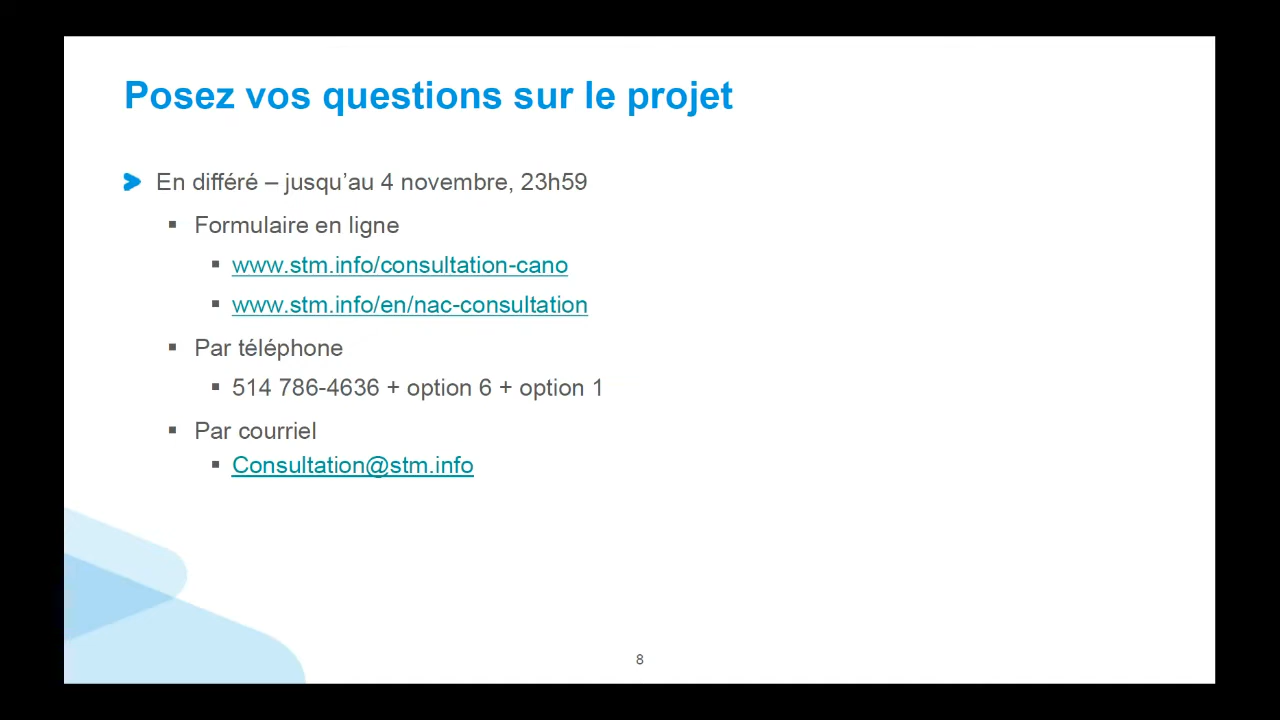 Posez vos questions sur le projet
En différé – jusqu’au 4 novembre, 23h59
Formulaire en ligne
www.stm.info/consultation-cano
www.stm.info/en/nac-consultation
Par téléphone
514 786-4636 + option 6 + option 1
Par courriel
Consultation@stm.info
8